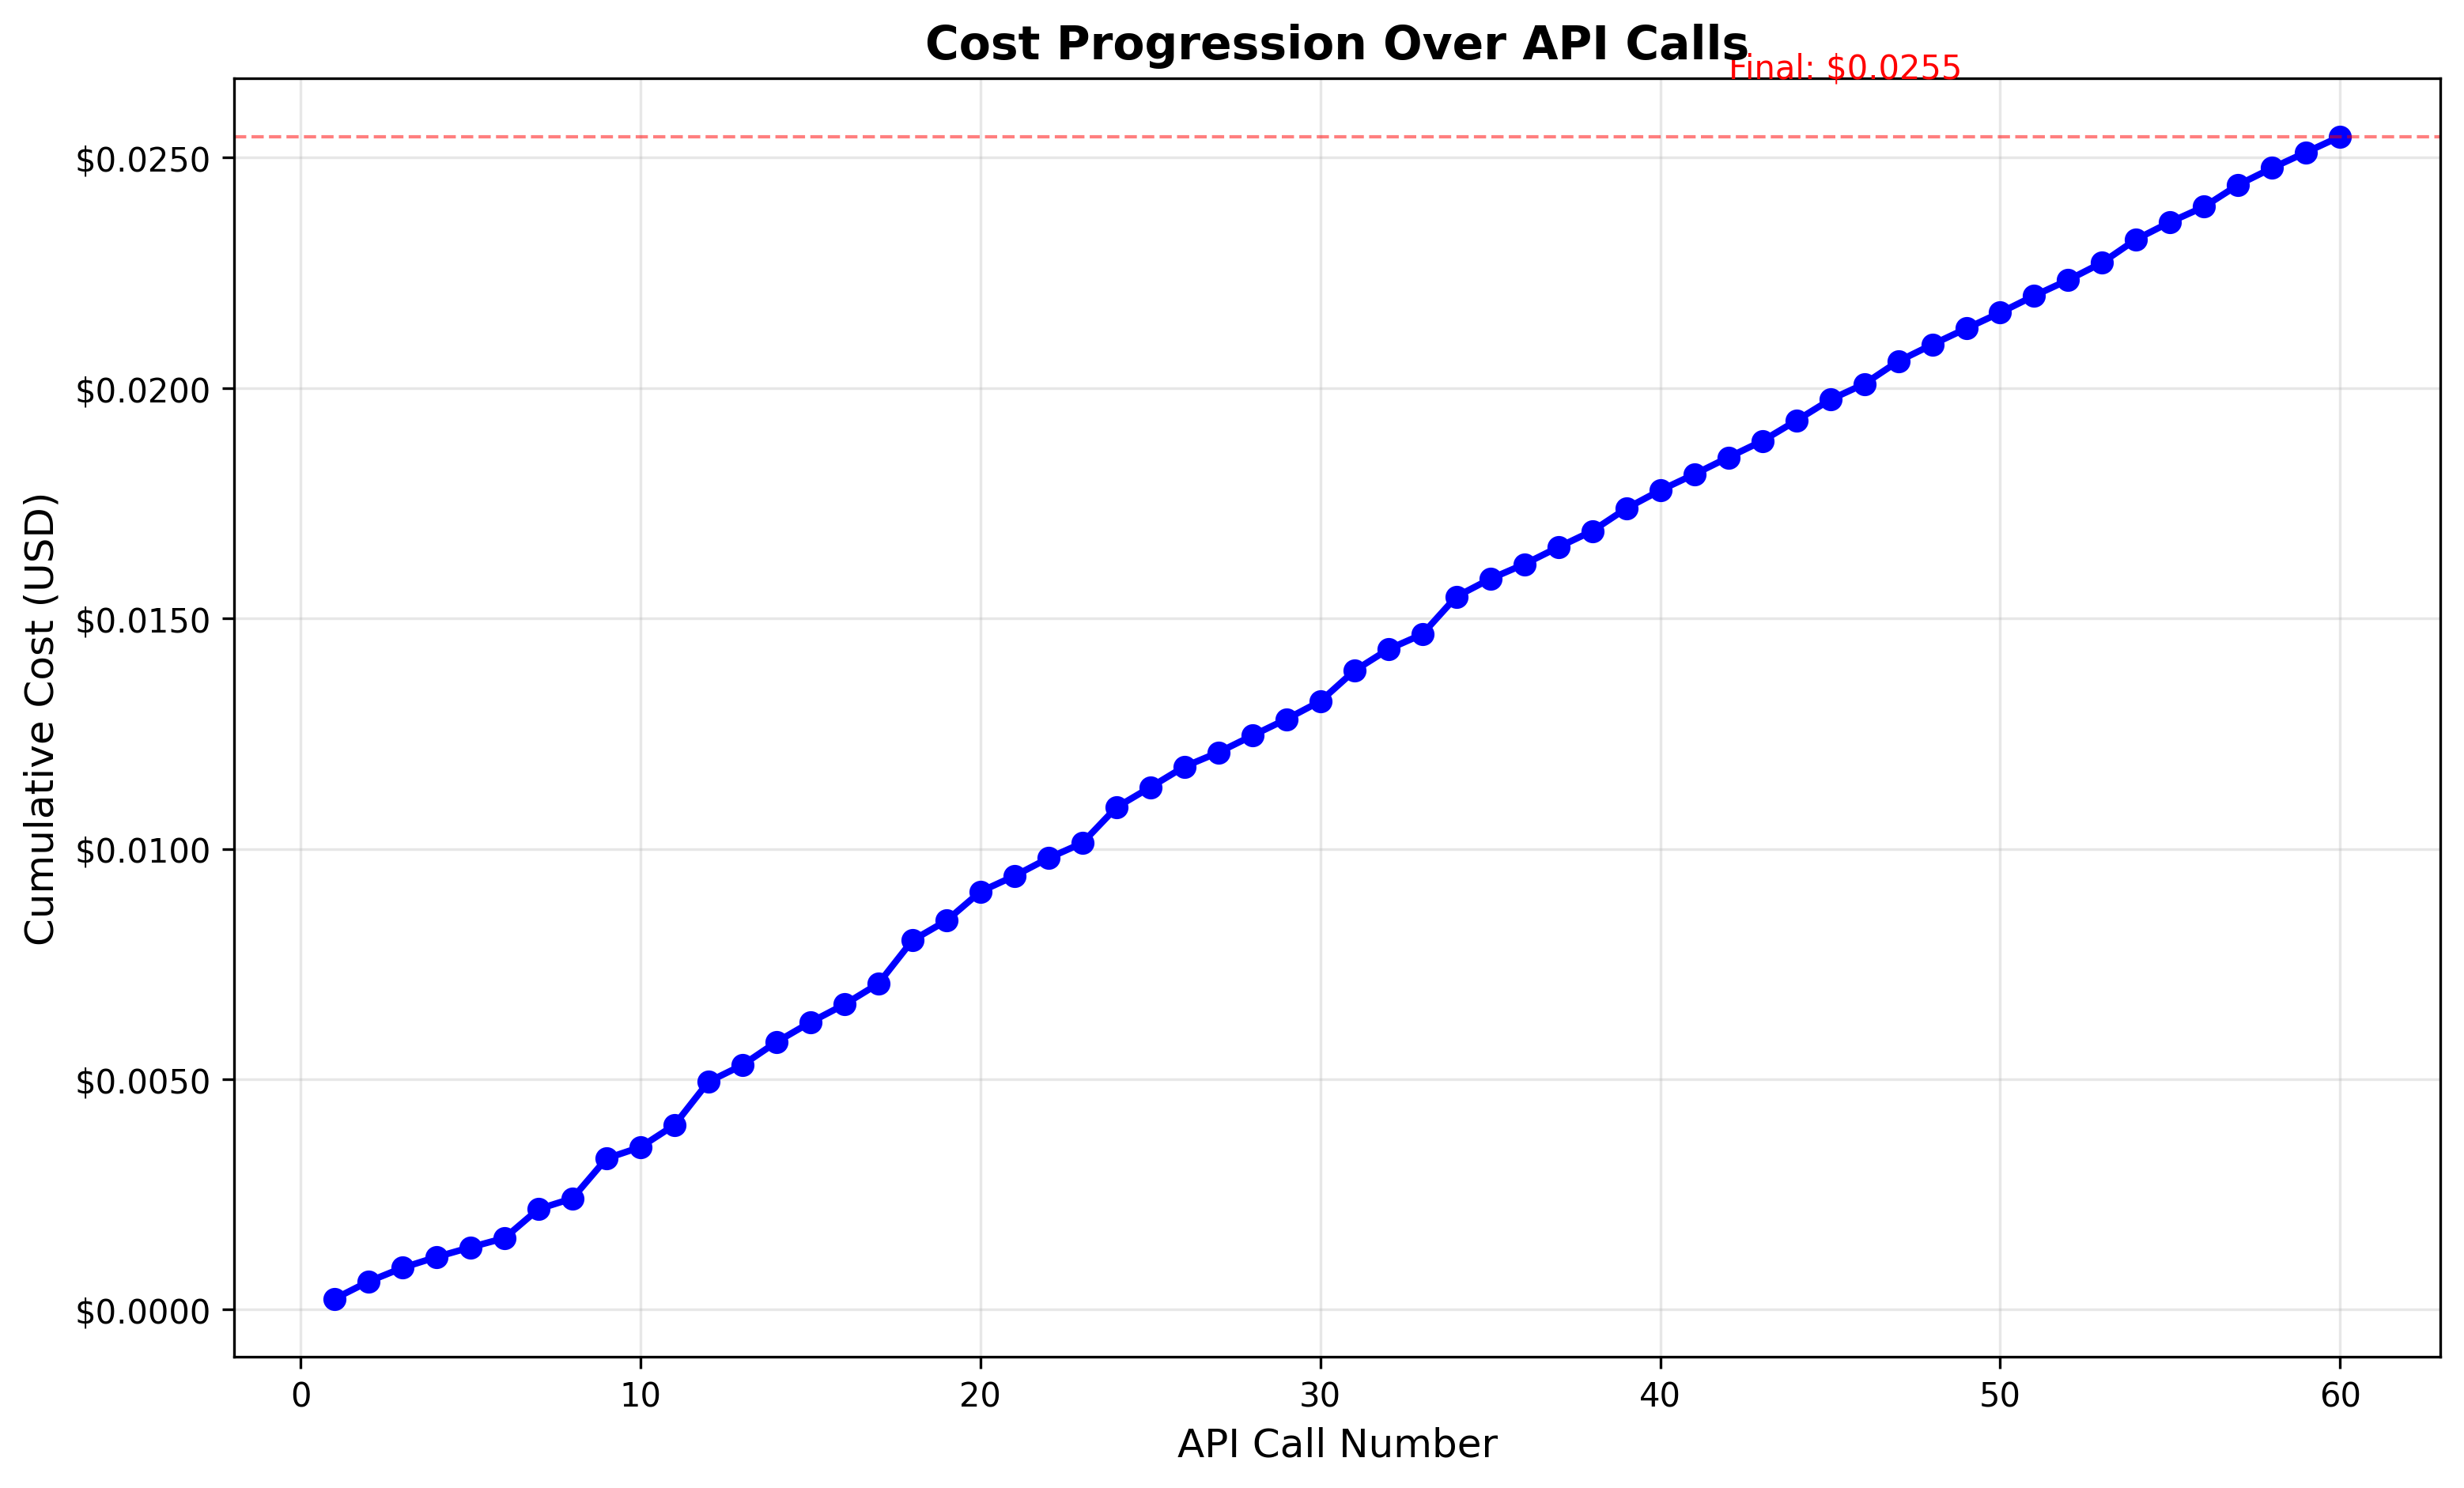 Cost Progression Over API Calls
Final: $0.0255
Cumulative Cost (USD)
$0.0250
$0.0200
$0.0150
$0.0100
$0.0050
$0.0000
0 10 20 30 40 50 60
API Call Number